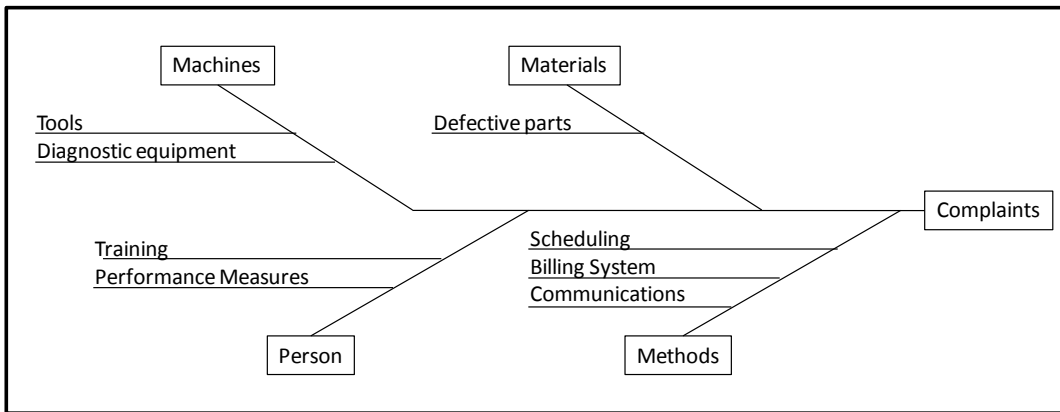 Machines
Materials
Tools
Defective parts
Diagnostic equipment
Complaints
Training
Scheduling
Performance Measures
Billing System
Communications
Person
Methods